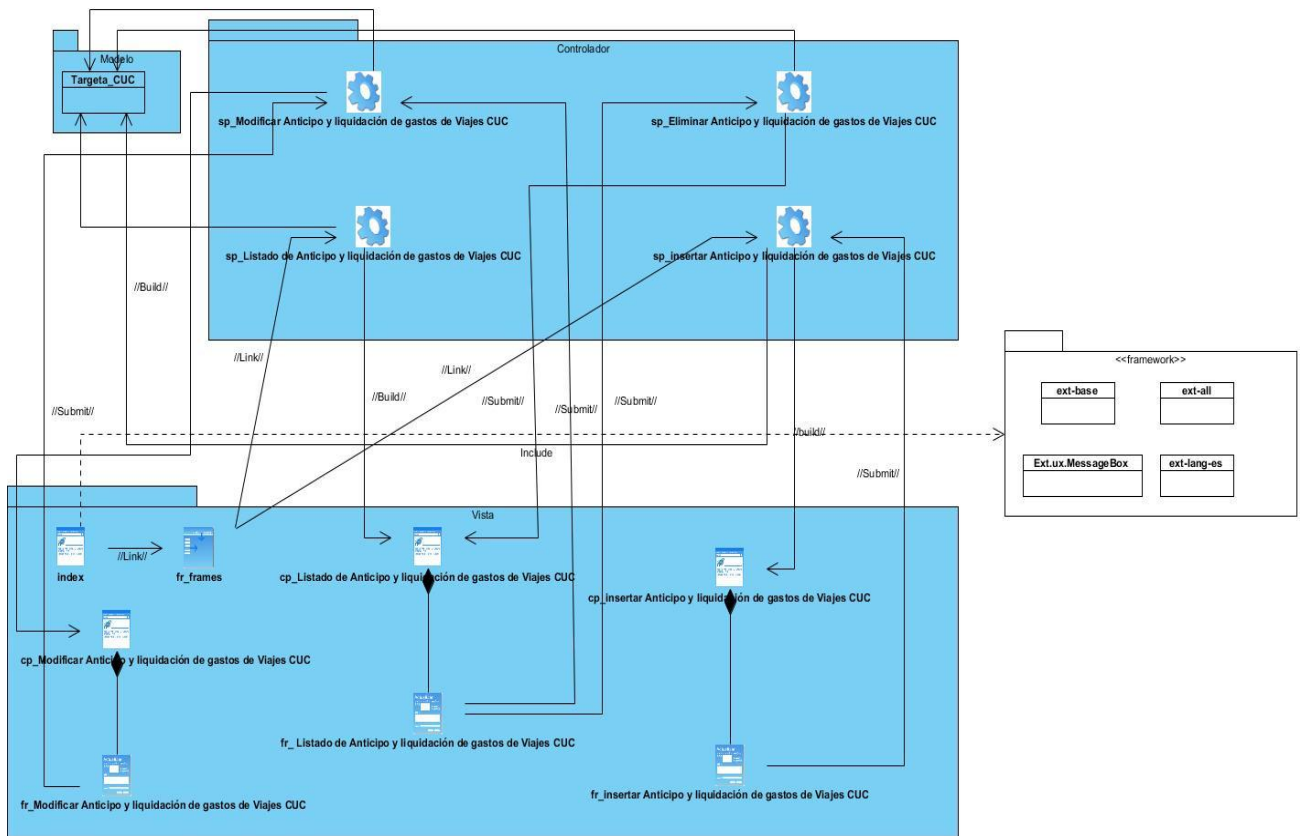 Controlador
Modelo
Targeta_CUC
sp_Modificar Anticipo y liquidación de gastos de Viajes CUC
sp_Eliminar Anticipo y liquidación de gastos de Viajes CUC
sp_Listado de Anticipo y liquidación de gastos de Viajes CUC
sp_insertar Anticipo y liquidación de gastos de Viajes CUC
//Build//
//Link//
//Link//
//Build//
//Submit//
//Submit//
//Submit//
//Submit//
//build//
Include
//Submit//
<<framework>>
ext-base
ext-all
Ext.ux.MessageBox
ext-lang-es
Vista
//Link//
index
fr_frames
cp_Listado de Anticipo y liquidación de gastos de Viajes CUC
cp_insertar Anticipo y liquidación de gastos de Viajes CUC
cp_Modificar Anticipo y liquidación de gastos de Viajes CUC
fr_ Listado de Anticipo y liquidación de gastos de Viajes CUC
fr_insertar Anticipo y liquidación de gastos de Viajes CUC
fr_Modificar Anticipo y liquidación de gastos de Viajes CUC